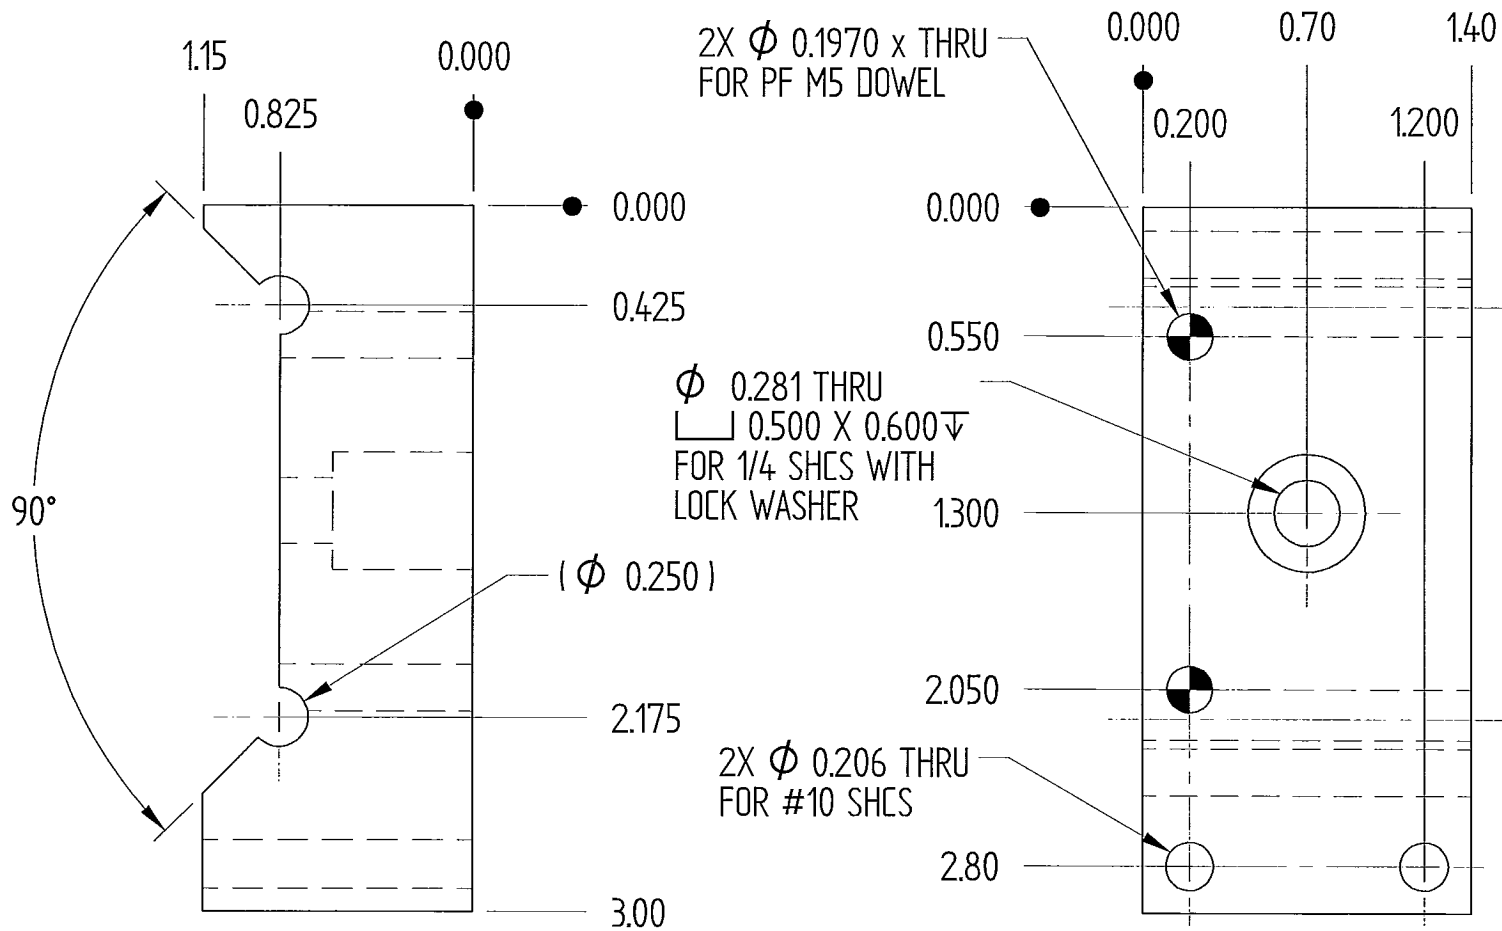 1.15
0.000
0.825
0.000
0.425
90°
(Ø 0.250)
2.175
3.00
2X Ø 0.1970 x THRU
FOR PF M5 DOWEL
0.000
0.70
1.40
0.200
1.200
0.000
0.550
Ø 0.281 THRU
⌴ 0.500 X 0.600↧
FOR 1/4 SHCS WITH
LOCK WASHER
1.300
2.050
2X Ø 0.206 THRU
FOR #10 SHCS
2.80